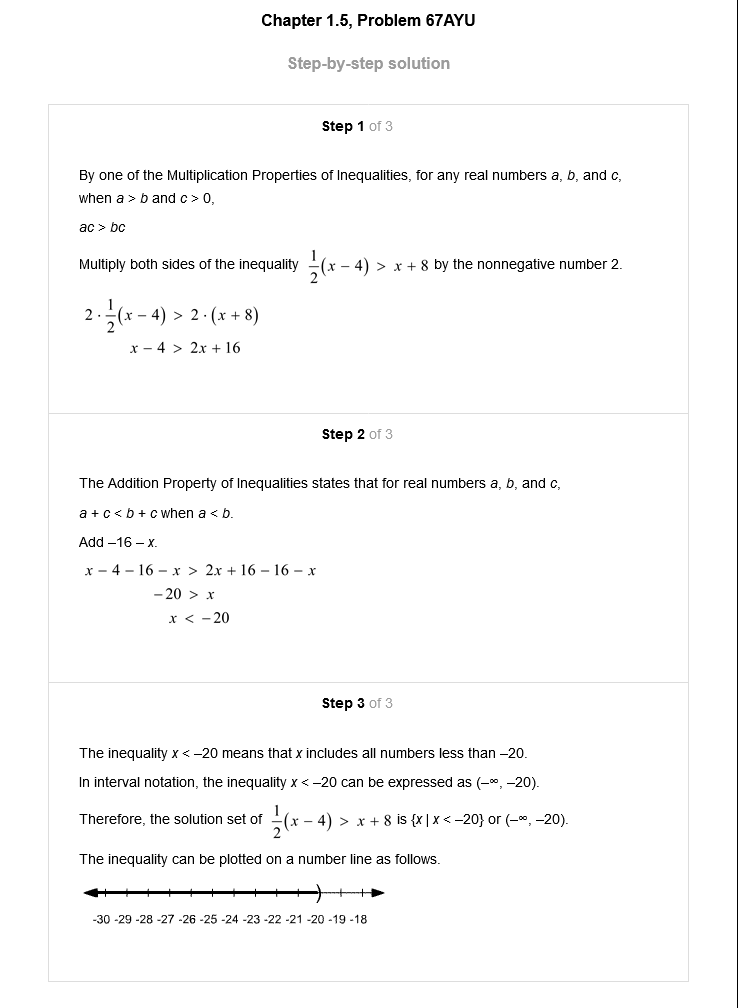 Chapter 1.5, Problem 67AYU
Step-by-step solution
Step 1 of 3
By one of the Multiplication Properties of Inequalities, for any real numbers a, b, and c,
when a > b and c > 0,
ac > bc
Multiply both sides of the inequality 1/2(x − 4) > x + 8 by the nonnegative number 2.
2 · 1/2(x − 4) > 2 · (x + 8)
x − 4 > 2x + 16
Step 2 of 3
The Addition Property of Inequalities states that for real numbers a, b, and c,
a + c < b + c when a < b.
Add –16 – x.
x − 4 − 16 − x > 2x + 16 − 16 − x
−20 > x
x < −20
Step 3 of 3
The inequality x < –20 means that x includes all numbers less than –20.
In interval notation, the inequality x < –20 can be expressed as (–∞, –20).
Therefore, the solution set of 1/2(x − 4) > x + 8 is {x | x < –20} or (–∞, –20).
The inequality can be plotted on a number line as follows.
-30 -29 -28 -27 -26 -25 -24 -23 -22 -21 -20 -19 -18